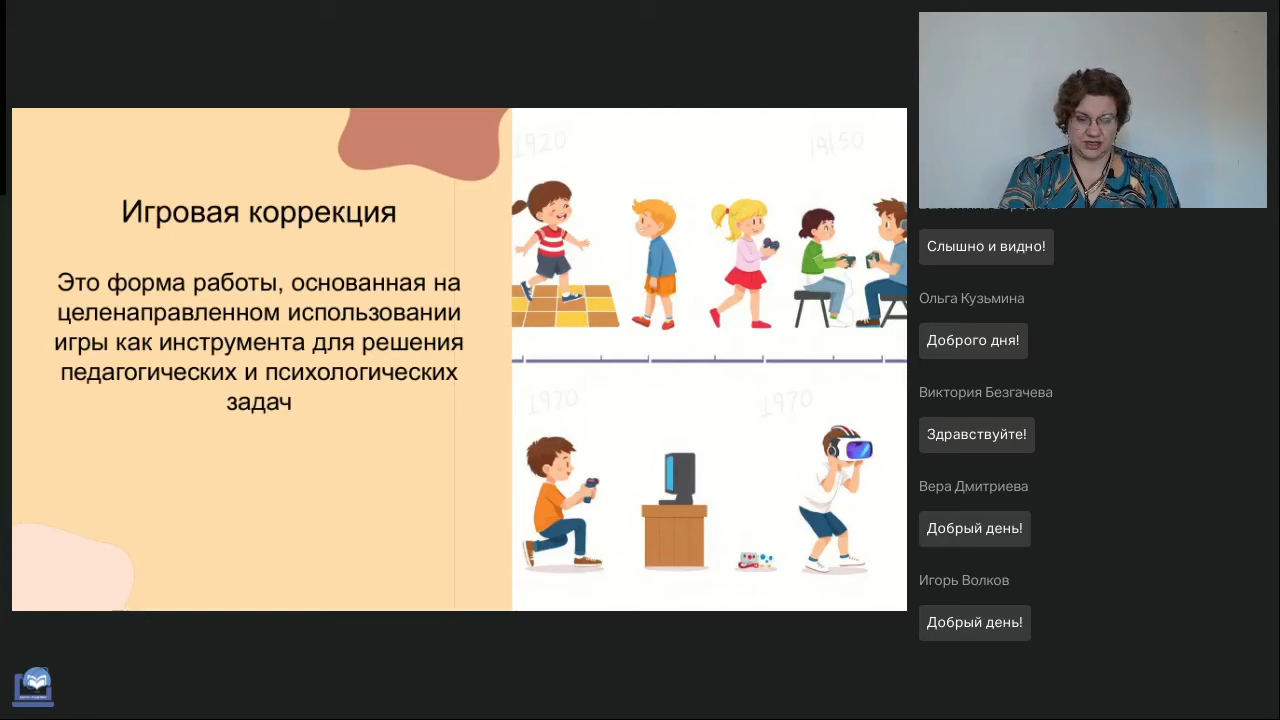 Игровая коррекция
Это форма работы, основанная на
целенаправленном использовании
игры как инструмента для решения
педагогических и психологических
задач
1920
19150
1970
1970
Слышно и видно!
Ольга Кузьмина
Доброго дня!
Виктория Безгачева
Здравствуйте!
Вера Дмитриева
Добрый день!
Игорь Волков
Добрый день!